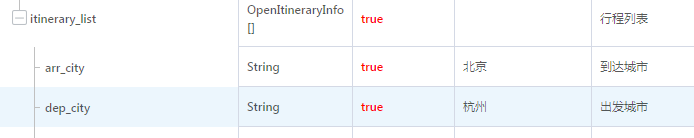 itinerary_list OpenItineraryInfo[] true 行程列表
arr_city String true 北京 到达城市
dep_city String true 杭州 出发城市